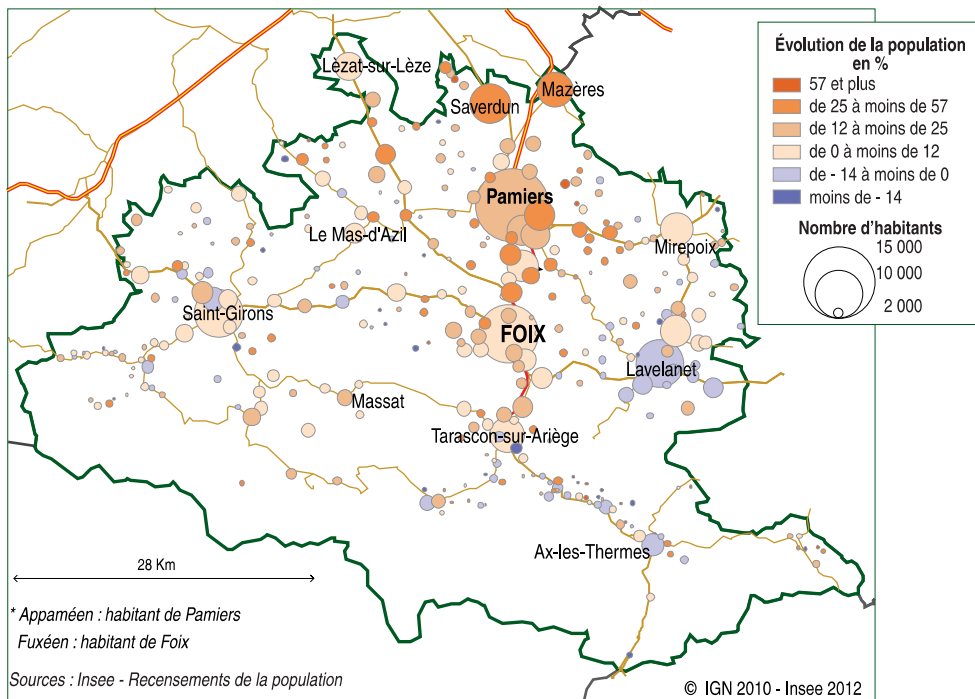 Évolution de la population
en %
57 et plus
de 25 à moins de 57
de 12 à moins de 25
de 0 à moins de 12
de - 14 à moins de 0
moins de - 14
Nombre d'habitants
15 000
10 000
2 000
Lèzat-sur-Lèze
Mazères
Saverdun
Pamiers
Le Mas-d'Azil
Mirepoix
Saint-Girons
FOIX
Lavelanet
Massat
Tarascon-sur-Ariège
Ax-les-Thermes
28 Km
* Appaméen : habitant de Pamiers
Fuxéen : habitant de Foix
Sources : Insee - Recensements de la population
© IGN 2010 - Insee 2012